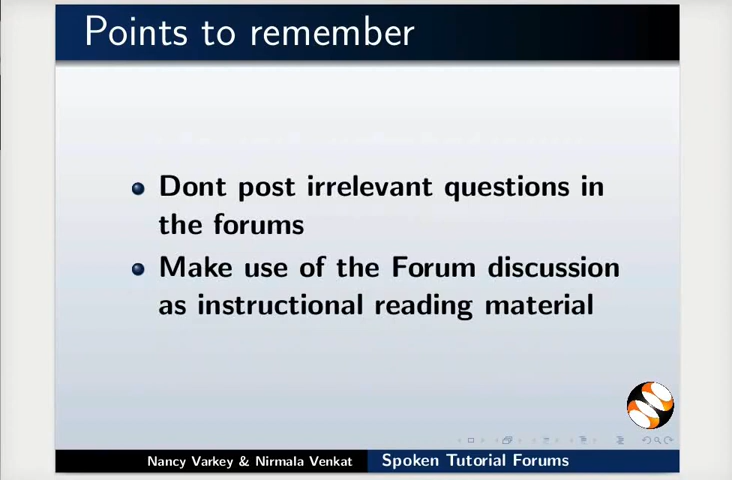 Points to remember
Dont post irrelevant questions in
the forums
Make use of the Forum discussion
as instructional reading material
Nancy Varkey & Nirmala Venkat
Spoken Tutorial Forums